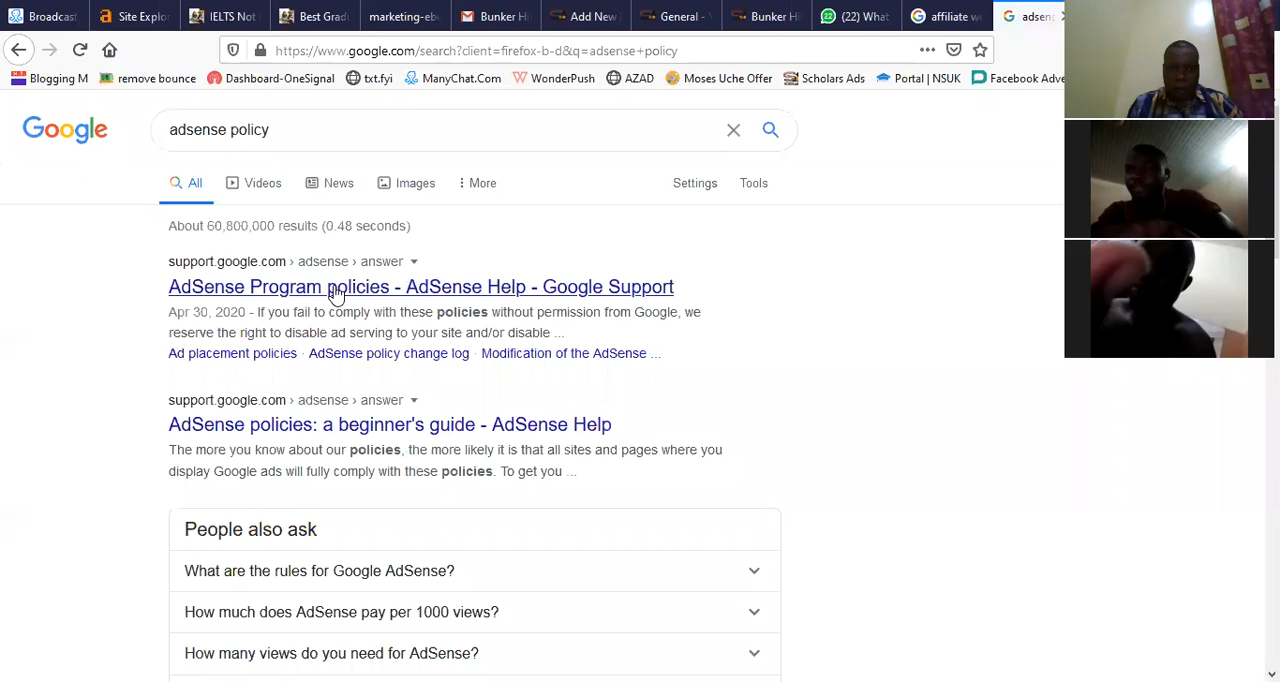 Broadcas
Site Explor
IELTS Not
Best Grad
marketing-eb
Bunker Hi
Add New
General -
Bunker Hi
(22) What
affiliate w
adsens
https://www.google.com/search?client=firefox-b-d&q=adsense+policy
Blogging M
remove bounce
Dashboard-OneSignal
txt.fyi
ManyChat.Com
WonderPush
AZAD
Moses Uche Offer
Scholars Ads
Portal | NSUK
Facebook Adve
Google
adsense policy
All
Videos
News
Images
More
Settings
Tools
About 60,800,000 results (0.48 seconds)
support.google.com › adsense › answer
AdSense Program policies - AdSense Help - Google Support
Apr 30, 2020 - If you fail to comply with these policies without permission from Google, we
reserve the right to disable ad serving to your site and/or disable ...
Ad placement policies · AdSense policy change log · Modification of the AdSense ...
support.google.com › adsense › answer
AdSense policies: a beginner's guide - AdSense Help
The more you know about our policies, the more likely it is that all sites and pages where you
display Google ads will fully comply with these policies. To get you ...
People also ask
What are the rules for Google AdSense?
How much does AdSense pay per 1000 views?
How many views do you need for AdSense?